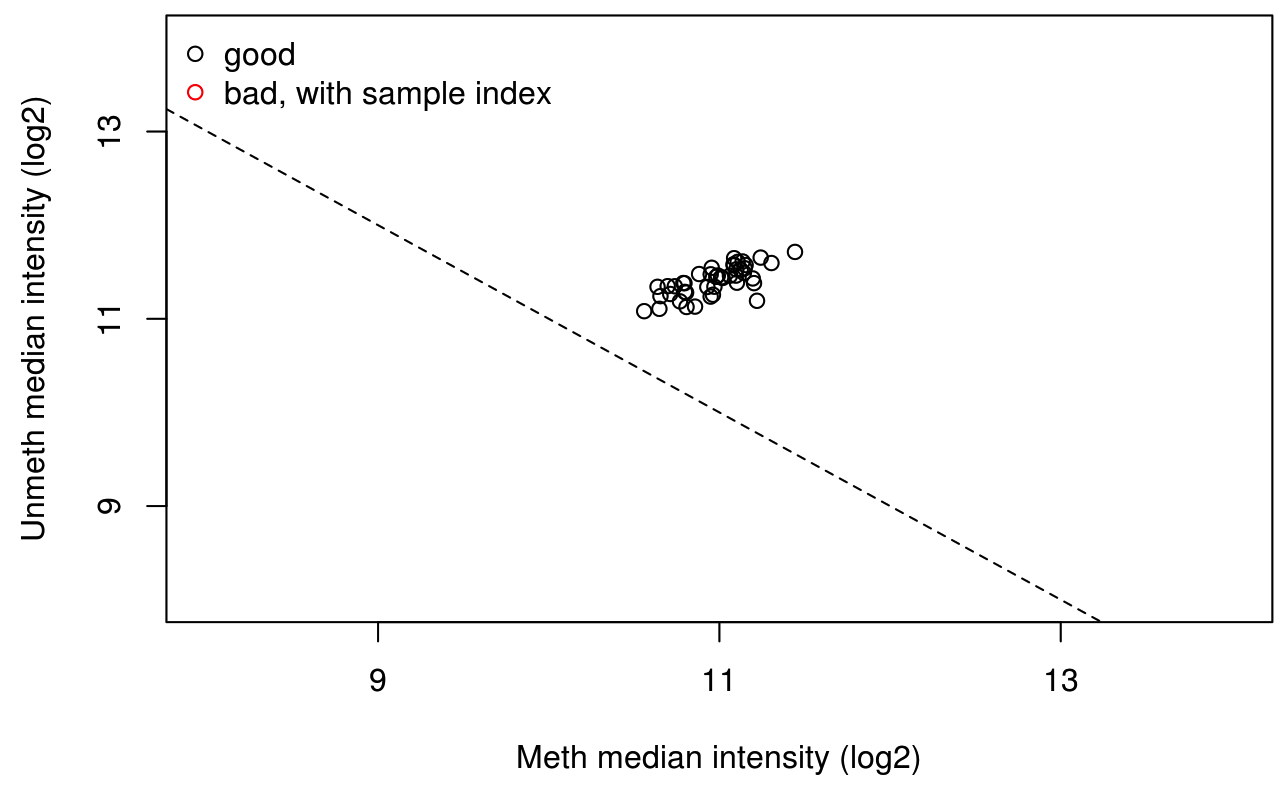 good
bad, with sample index
Unmeth median intensity (log2)
13
11
9
9
11
13
Meth median intensity (log2)